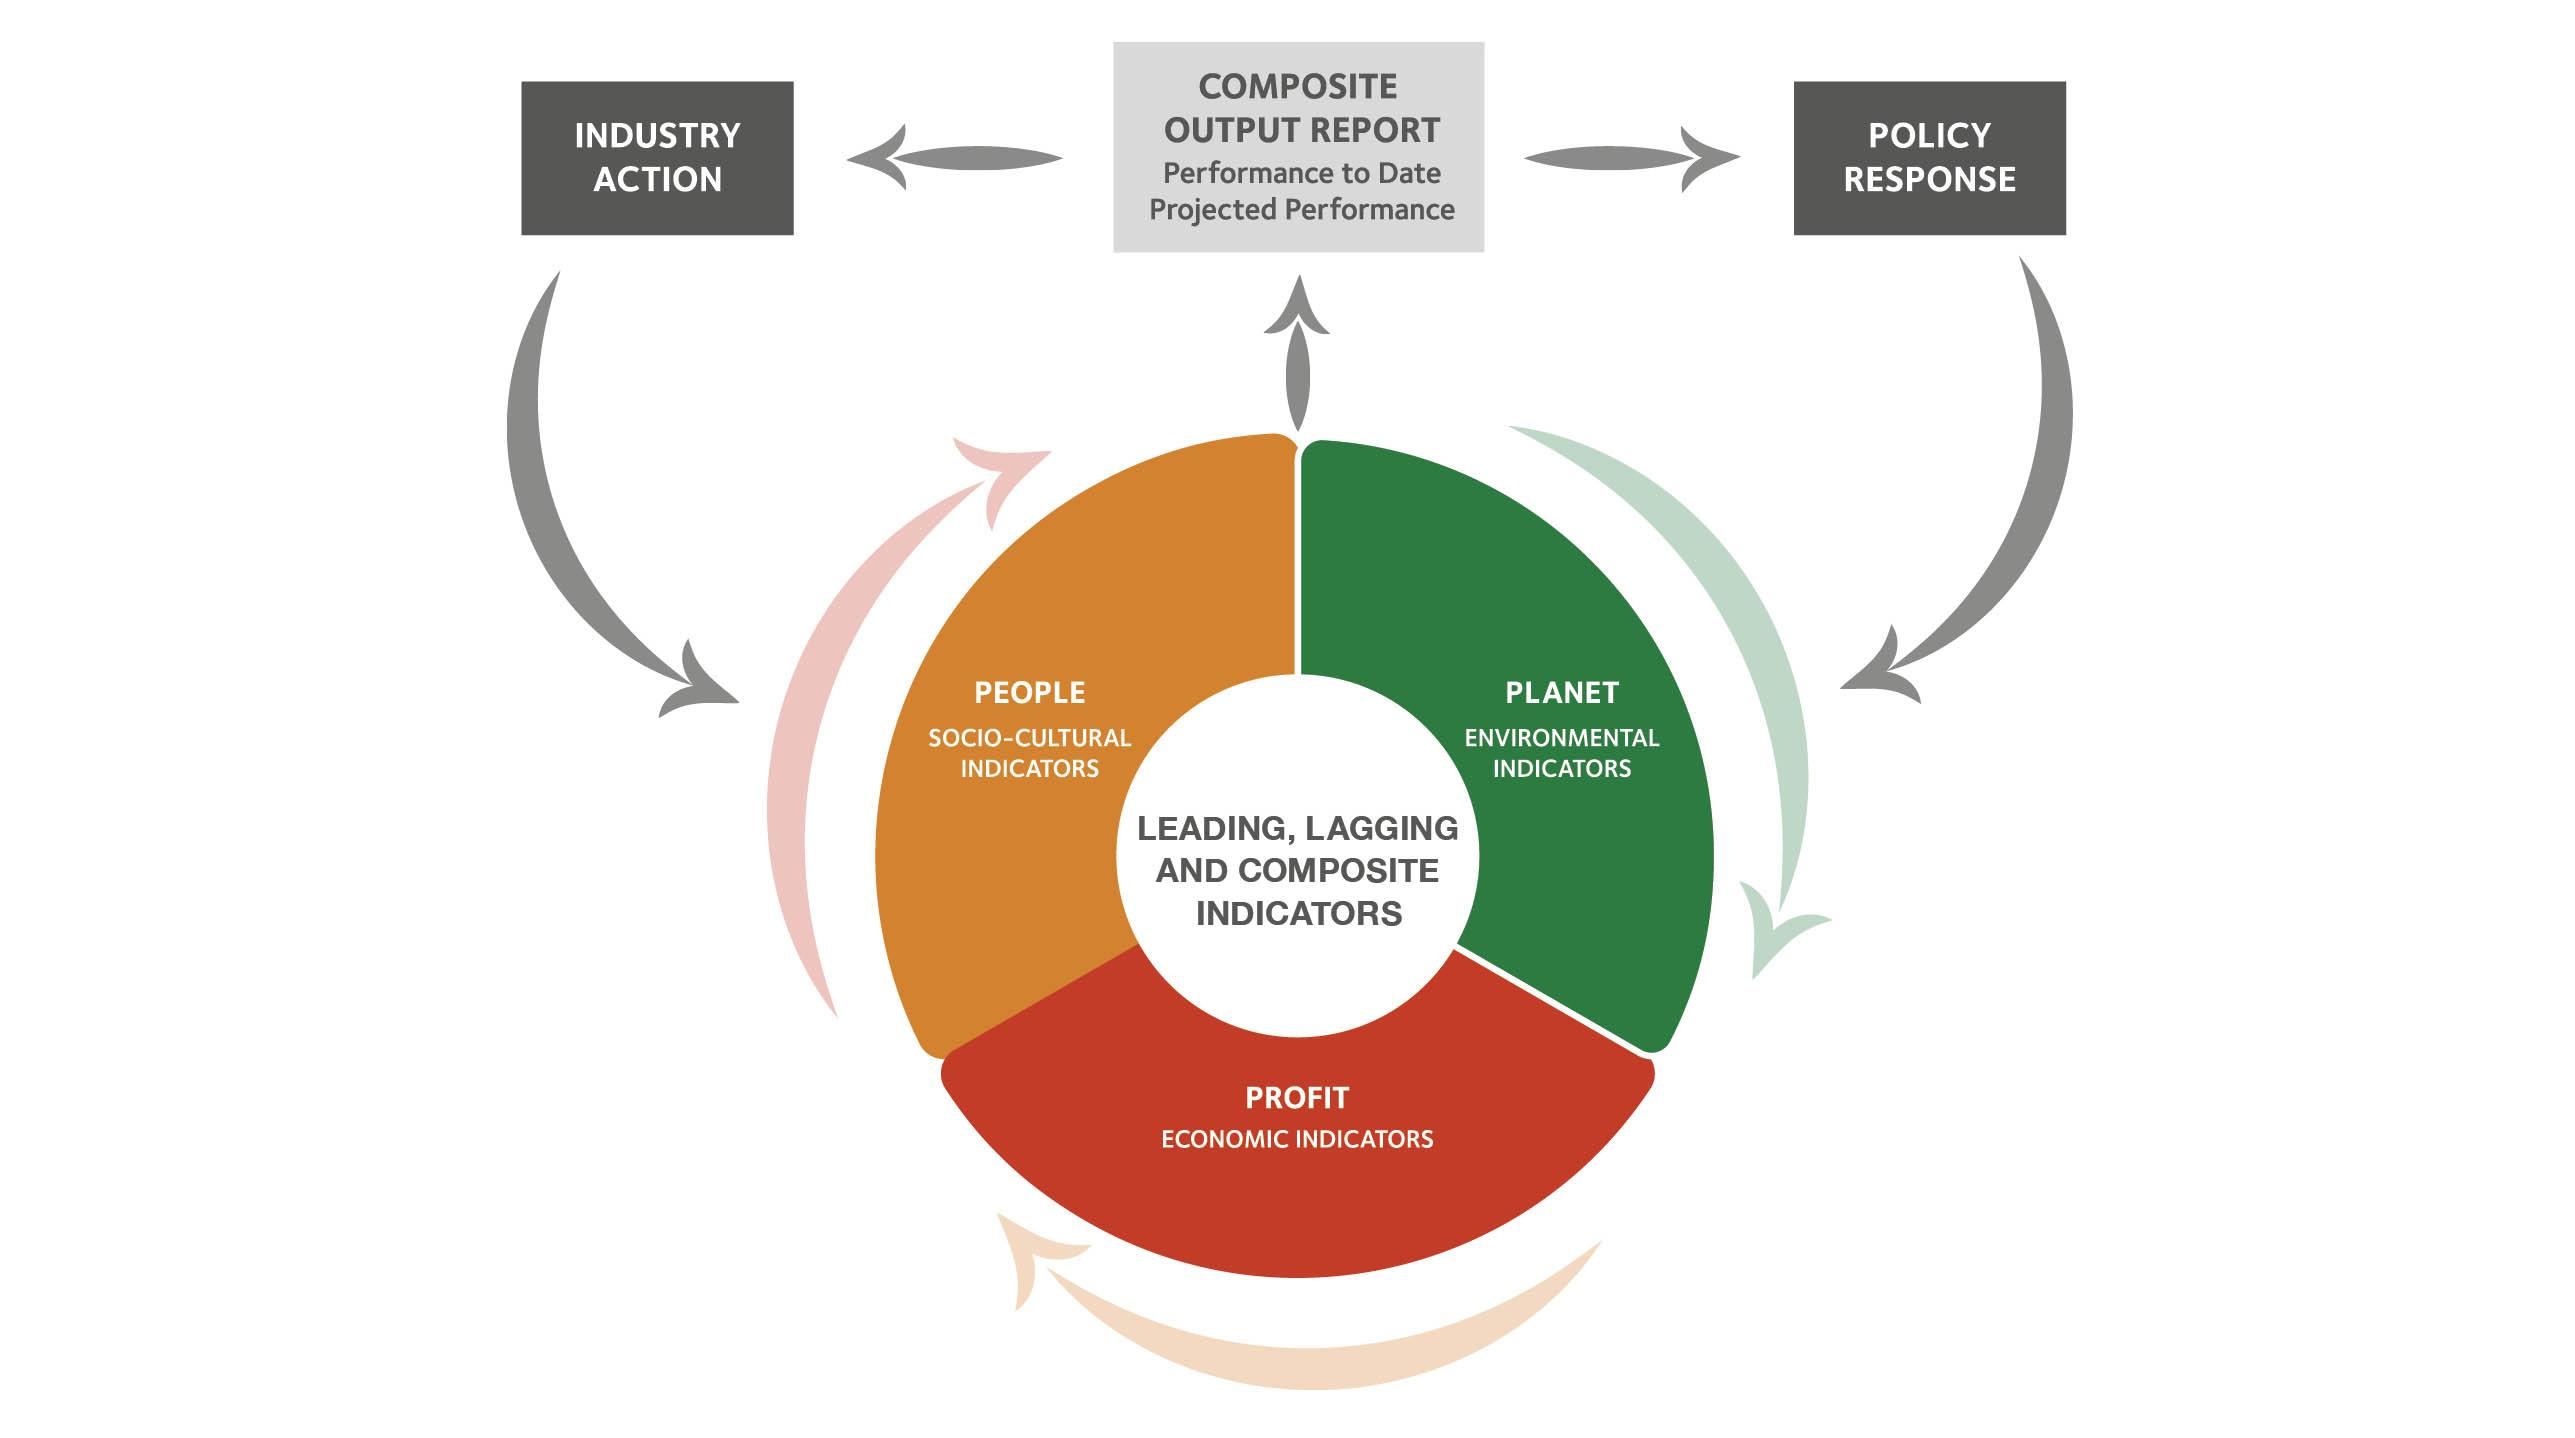 COMPOSITE
OUTPUT REPORT
Performance to Date
Projected Performance
INDUSTRY
ACTION
POLICY
RESPONSE
PEOPLE
SOCIO-CULTURAL
INDICATORS
PLANET
ENVIRONMENTAL
INDICATORS
LEADING, LAGGING
AND COMPOSITE
INDICATORS
PROFIT
ECONOMIC INDICATORS